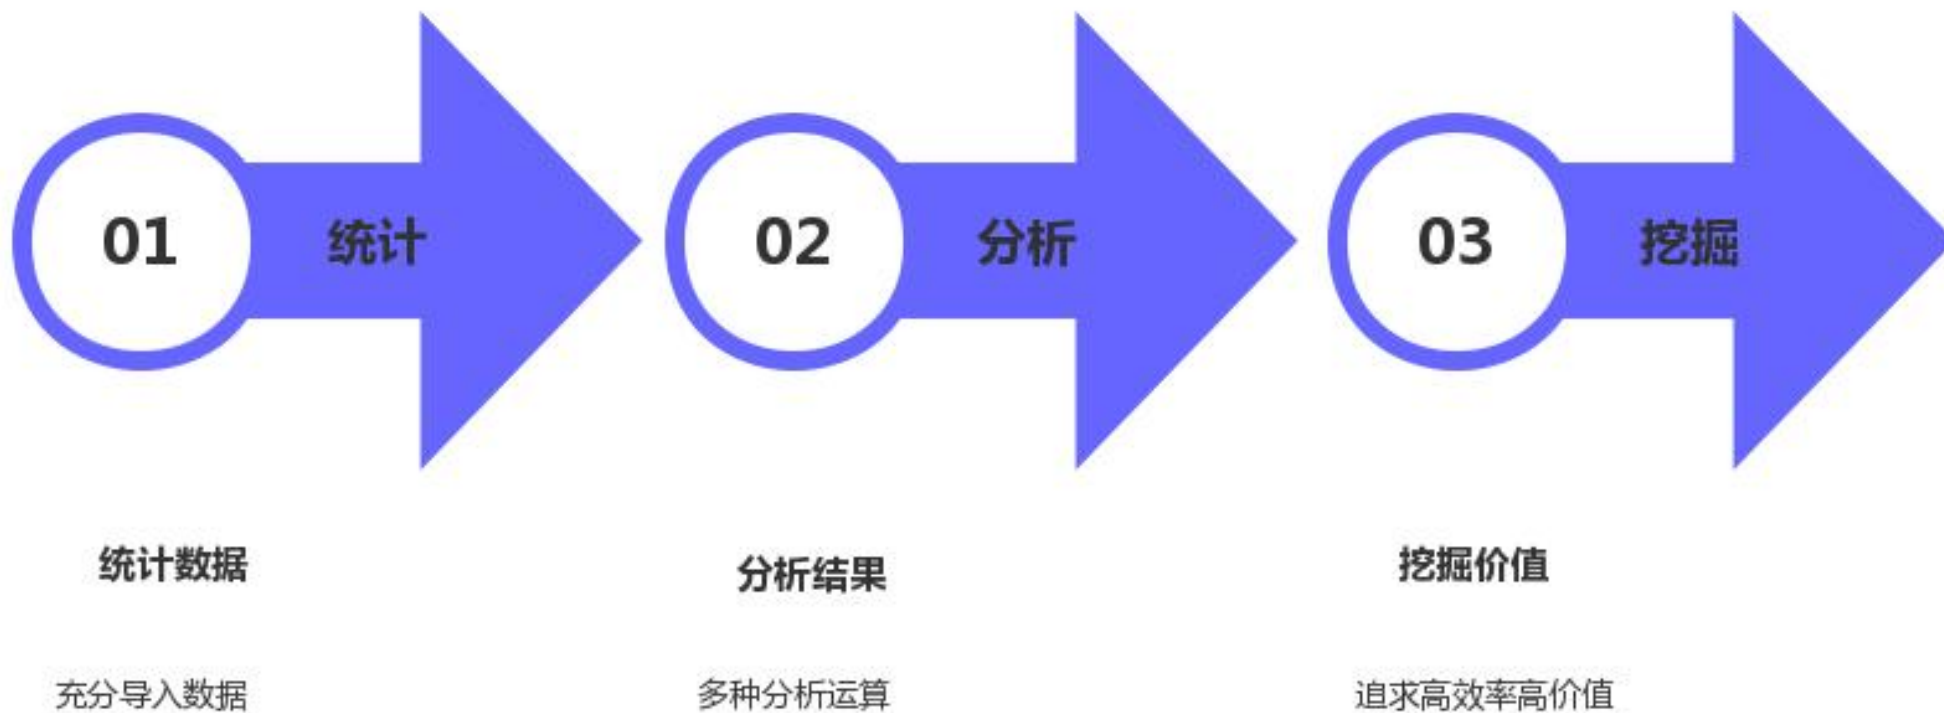 01
统计
02
分析
03
挖掘
统计数据
分析结果
挖掘价值
充分导入数据
多种分析运算
追求高效率高价值